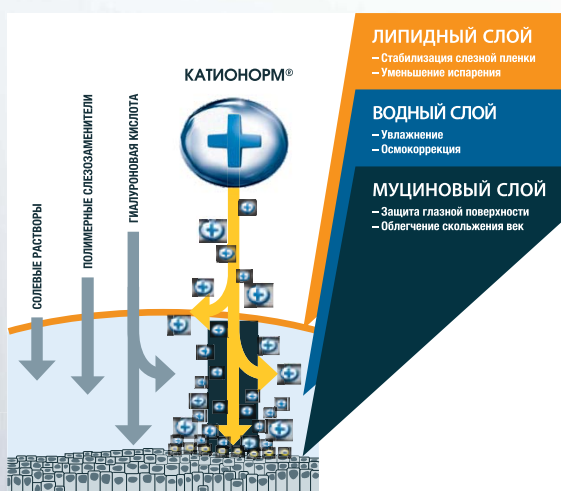 КАТИОНОРМ®
СОЛЕВЫЕ РАСТВОРЫ
ПОЛИМЕРНЫЕ СЛЕЗОЗАМЕНИТЕЛИ
ГИАЛУРОНОВАЯ КИСЛОТА
ЛИПИДНЫЙ СЛОЙ
– Стабилизация слезной пленки
– Уменьшение испарения
ВОДНЫЙ СЛОЙ
– Увлажнение
– Осмокоррекция
МУЦИНОВЫЙ СЛОЙ
– Защита глазной поверхности
– Облегчение скольжения век